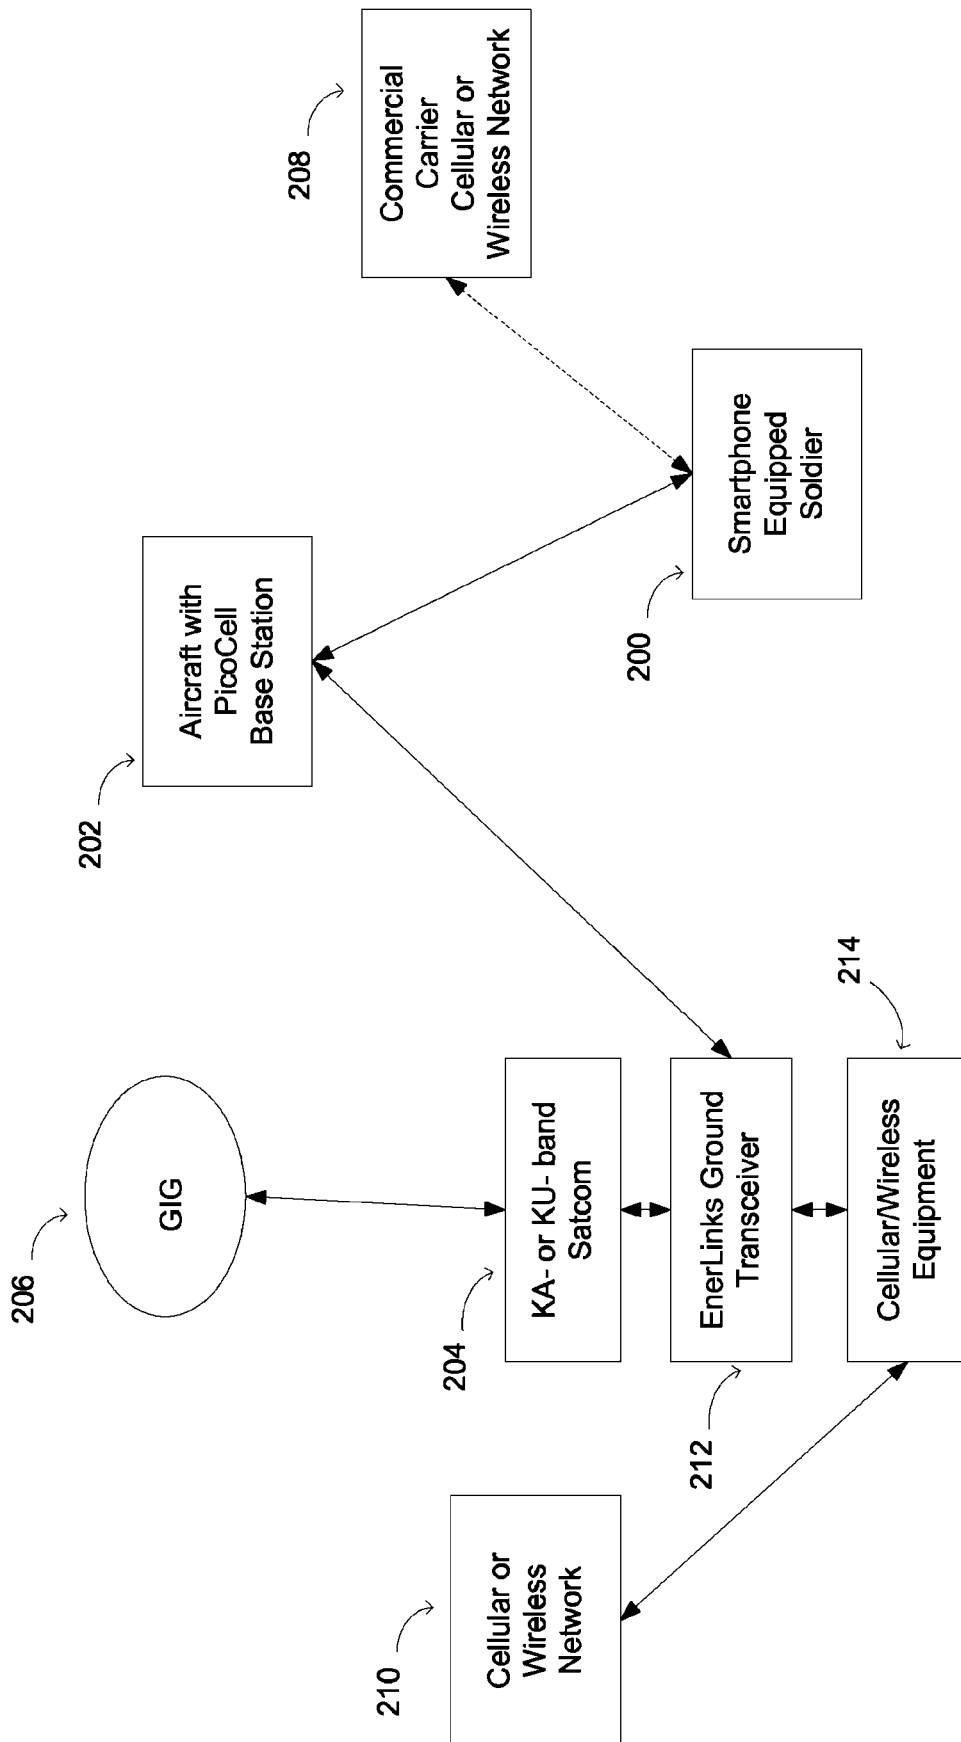 206
GIG
202
Aircraft with
PicoCell
Base Station
208
Commercial
Carrier
Cellular or
Wireless Network
210
Cellular or
Wireless
Network
204
KA- or KU- band
Satcom
212
EnerLinks Ground
Transceiver
214
Cellular/Wireless
Equipment
200
Smartphone
Equipped
Soldier